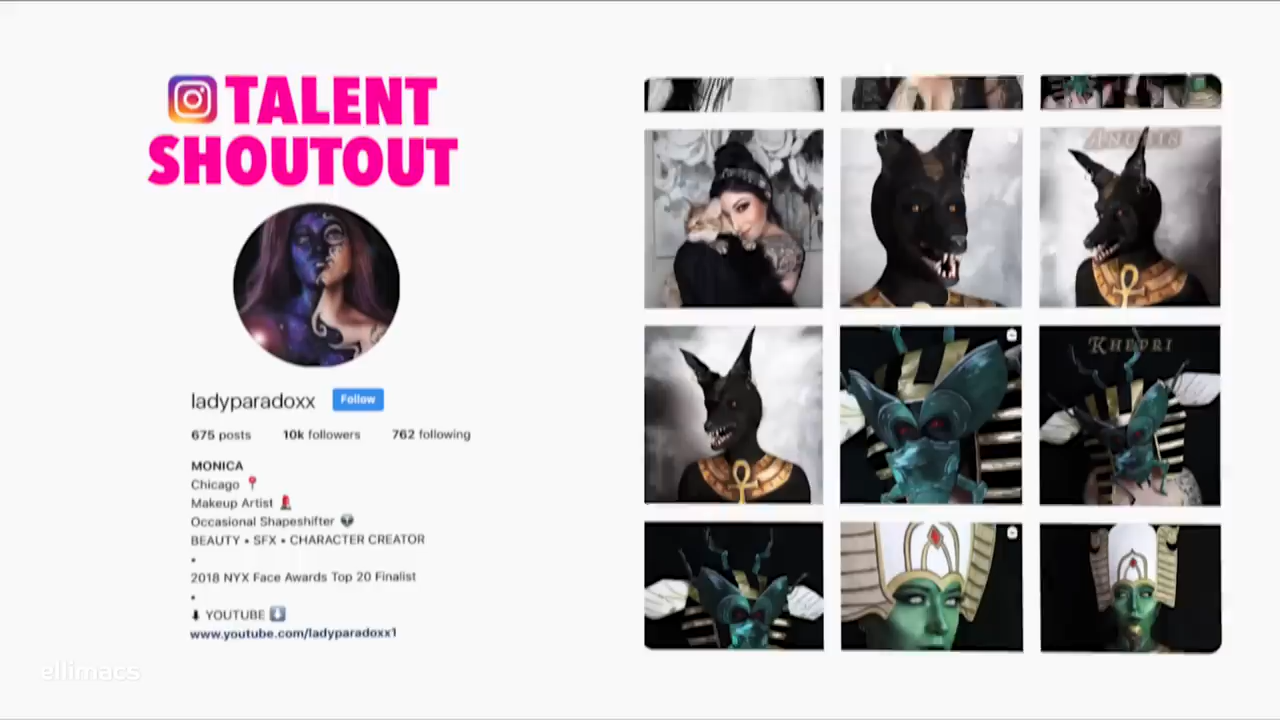 TALENT
SHOUTOUT
ladyparadoxx Follow
675 posts 10k followers 762 following
MONICA
Chicago 📍
Makeup Artist 💄
Occasional Shapeshifter 👽
BEAUTY • SFX • CHARACTER CREATOR
•
2018 NYX Face Awards Top 20 Finalist
•
⬇ YOUTUBE ⬇️
www.youtube.com/ladyparadoxx1
ANUBIS
KHEPRI
ellimacs